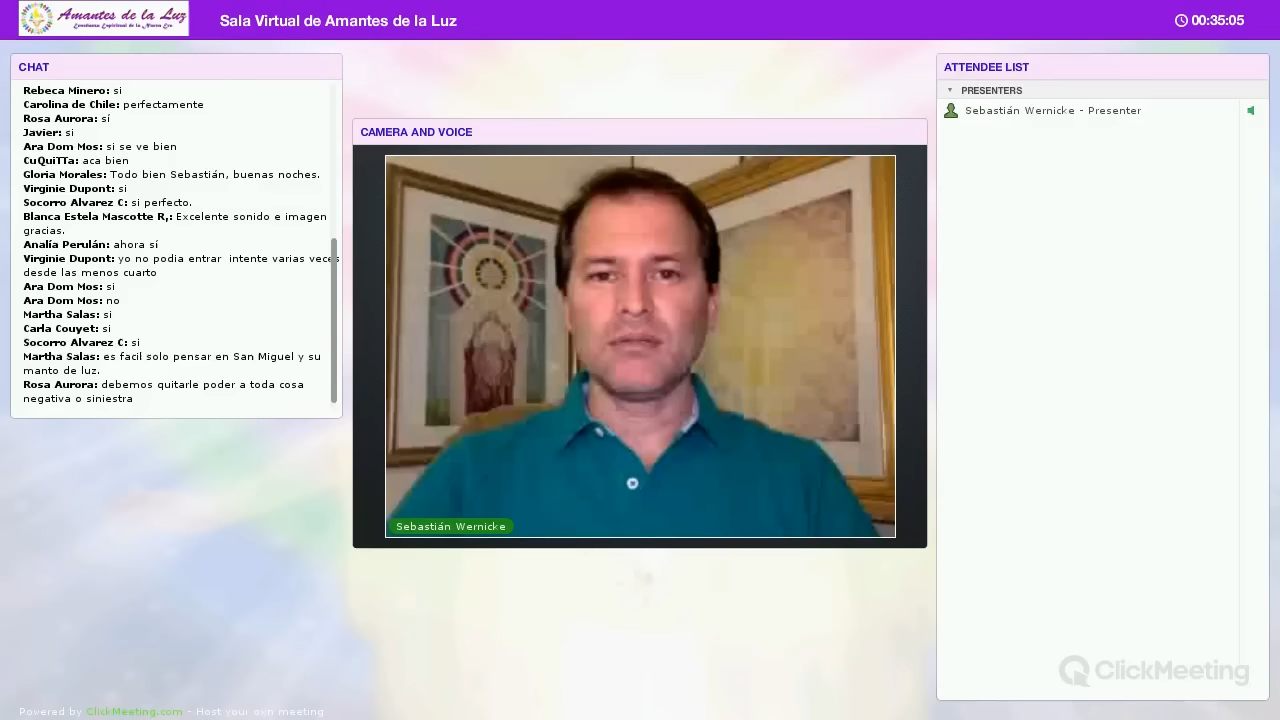 Amantes de la Luz
Enseñanza Espiritual de la Nueva Era
Sala Virtual de Amantes de la Luz
00:35:05
CHAT
Rebeca Minero: si
Carolina de Chile: perfectamente
Rosa Aurora: sí
Javier: si
Ara Dom Mos: si se ve bien
CuQuiTTa: aca bien
Gloria Morales: Todo bien Sebastián, buenas noches.
Virginie Dupont: si
Socorro Alvarez C: si perfecto.
Blanca Estela Mascotte R,: Excelente sonido e imagen
gracias.
Analía Perulán: ahora sí
Virginie Dupont: yo no podia entrar intente varias veces
desde las menos cuarto
Ara Dom Mos: si
Ara Dom Mos: no
Martha Salas: si
Carla Couyet: si
Socorro Alvarez C: si
Martha Salas: es facil solo pensar en San Miguel y su
manto de luz.
Rosa Aurora: debemos quitarle poder a toda cosa
negativa o siniestra
CAMERA AND VOICE
Sebastián Wernicke
ATTENDEE LIST
PRESENTERS
Sebastián Wernicke - Presenter
ClickMeeting
Powered by ClickMeeting.com - Host your own meeting